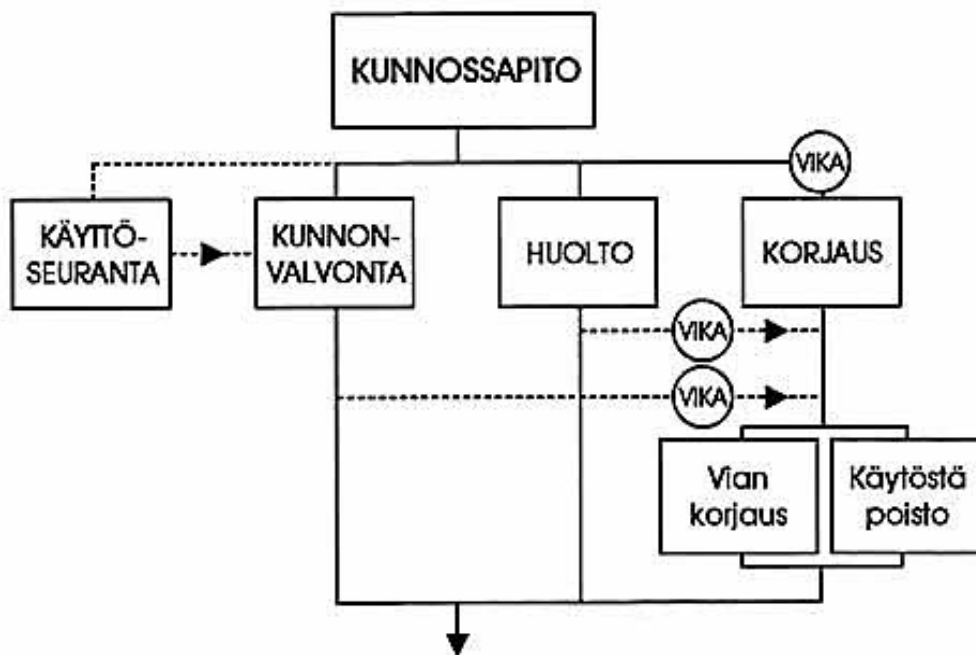 KUNNOSSAPITO
VIKA
KÄYTTÖ-
SEURANTA
KUNNON-
VALVONTA
HUOLTO
KORJAUS
VIKA
VIKA
Vian
korjaus
Käytöstä
poisto